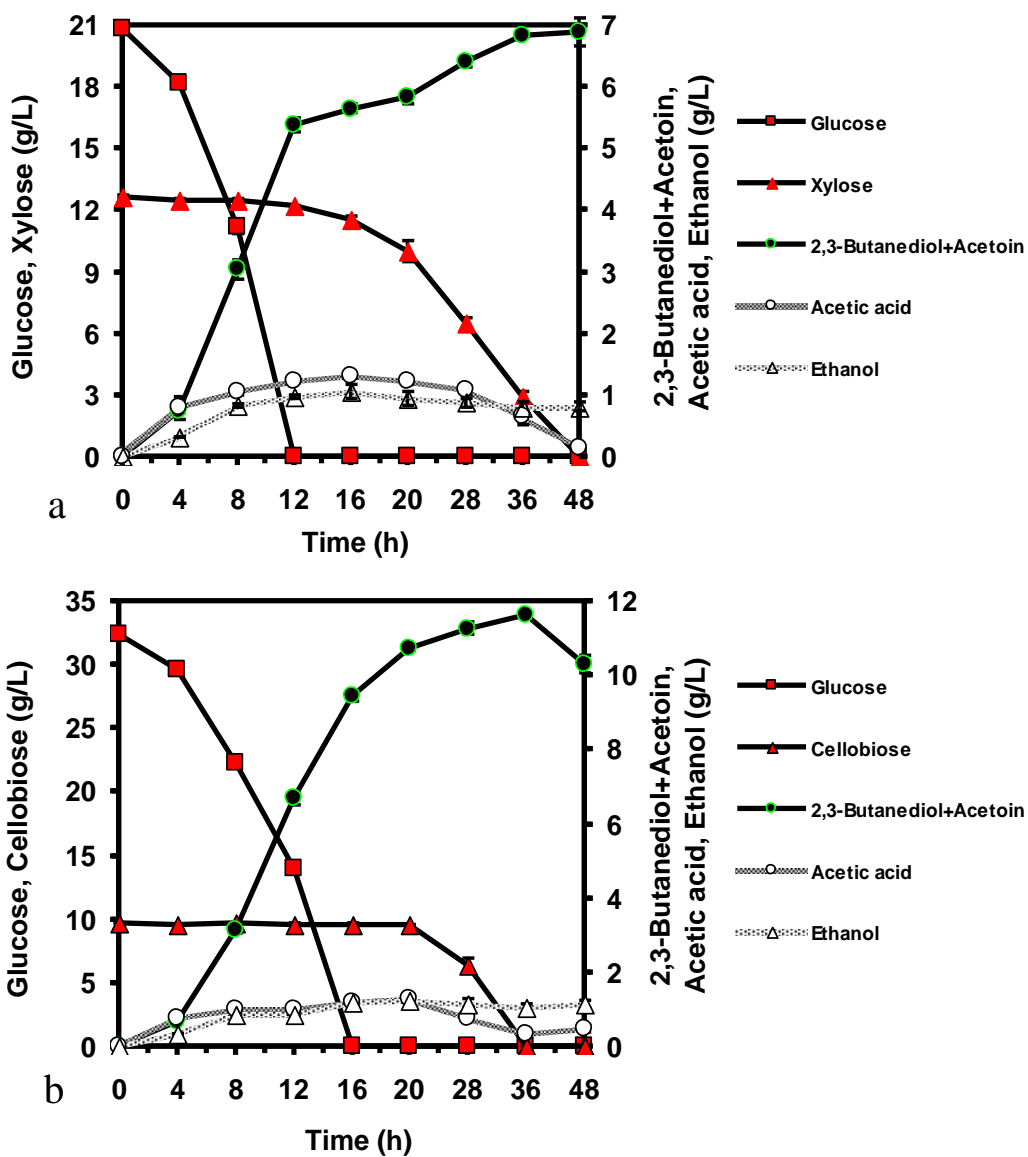 21
18
15
12
9
6
3
0
Glucose, Xylose (g/L)
7
6
5
4
3
2
1
0
2,3-Butanediol+Acetoin,
Acetic acid, Ethanol (g/L)
0 4 8 12 16 20 28 36 48
Time (h)
a
Glucose
Xylose
2,3-Butanediol+Acetoin
Acetic acid
Ethanol
35
30
25
20
15
10
5
0
Glucose, Cellobiose (g/L)
12
10
8
6
4
2
0
2,3-Butanediol+Acetoin,
Acetic acid, Ethanol (g/L)
0 4 8 12 16 20 28 36 48
Time (h)
b
Glucose
Cellobiose
2,3-Butanediol+Acetoin
Acetic acid
Ethanol